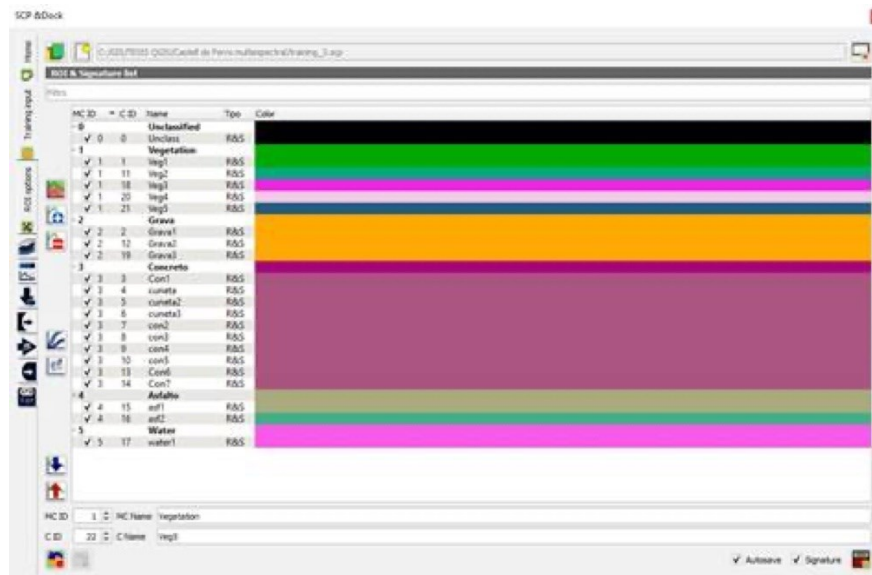 SCP &Dock
Home
Training input
ROI options
ROI & Signature list
Filtro
MC ID C ID Name Tipo Color
0 Unclassified
0 0 Unclass R&S
1 Vegetation
1 1 Veg1 R&S
1 11 Veg2 R&S
1 18 Veg3 R&S
1 20 Veg4 R&S
1 21 Veg5 R&S
2 Grava
2 2 Grava1 R&S
2 12 Grava2 R&S
2 19 Grava3 R&S
3 Concreto
3 3 Con1 R&S
3 4 cuneta R&S
3 5 cuneta2 R&S
3 6 cuneta3 R&S
3 7 con2 R&S
3 8 con3 R&S
3 9 con4 R&S
3 10 con5 R&S
3 13 Con6 R&S
3 14 Con7 R&S
4 Asfalto
4 15 asf1 R&S
4 16 asf2 R&S
5 Water
5 17 water1 R&S
MC ID 1 MC Name Vegetation
C ID 22 C Name Veg3
Autosave Signature